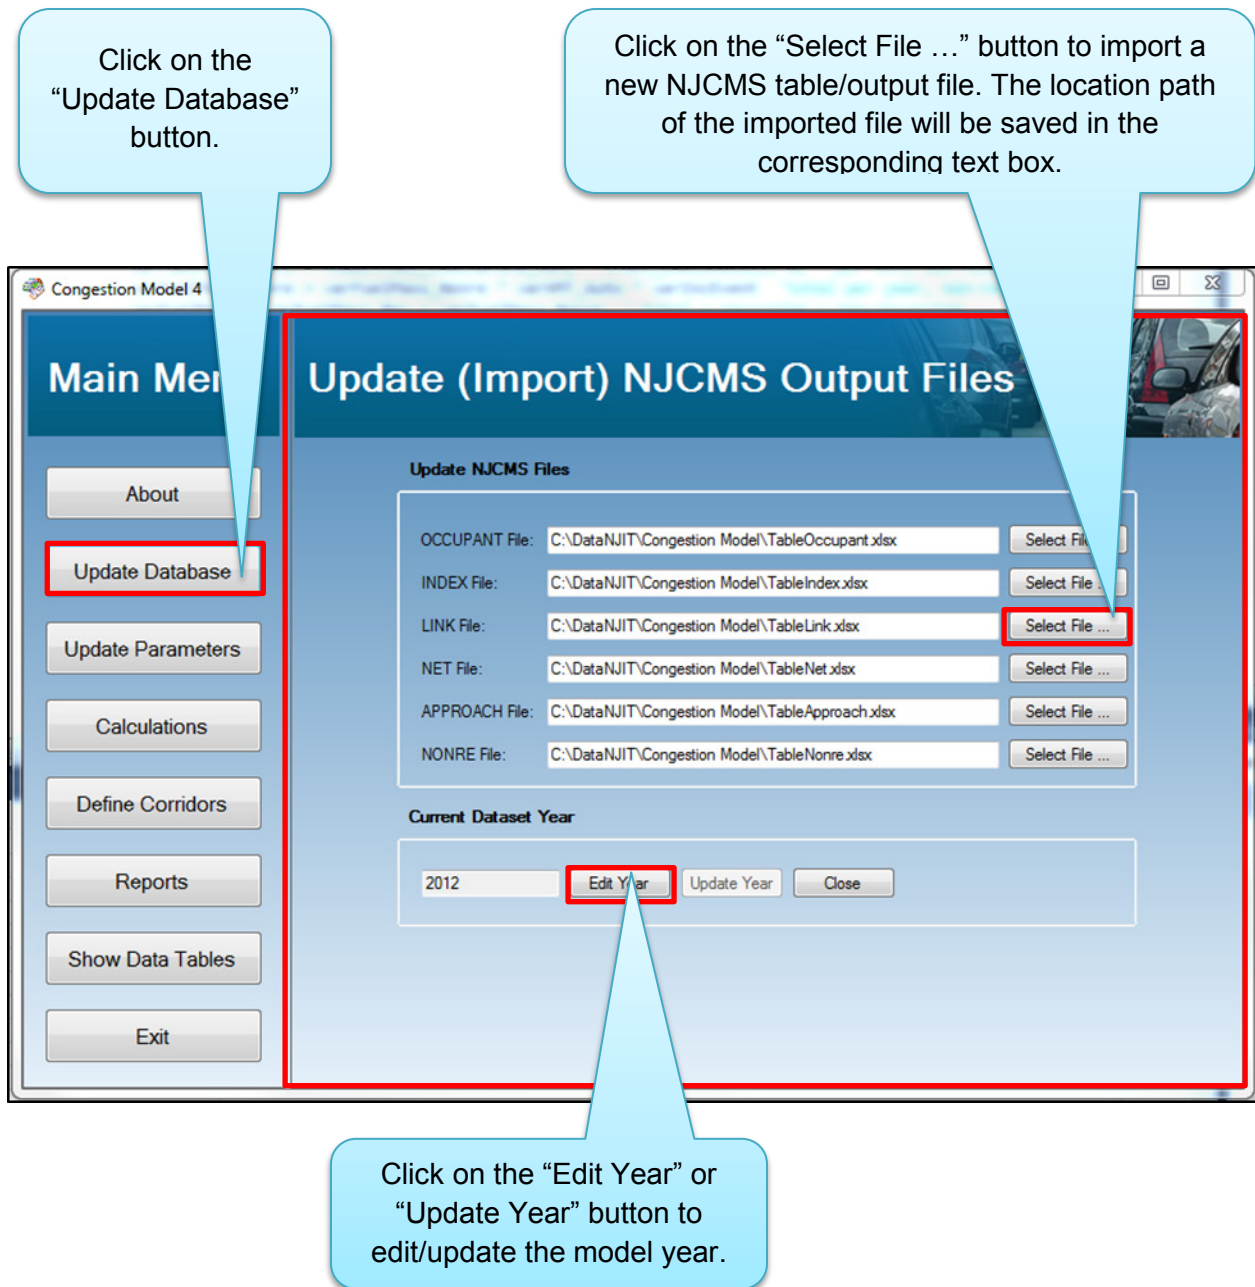 Click on the
“Update Database”
button.
Click on the “Select File …” button to import a
new NJCMS table/output file. The location path
of the imported file will be saved in the
corresponding text box.
Congestion Model 4
Main Men
Update (Import) NJCMS Output Files
About
Update Database
Update Parameters
Calculations
Define Corridors
Reports
Show Data Tables
Exit
Update NJCMS Files
OCCUPANT File: C:\DataNJIT\Congestion Model\TableOccupant.xlsx Select File ...
INDEX File: C:\DataNJIT\Congestion Model\TableIndex.xlsx Select File ...
LINK File: C:\DataNJIT\Congestion Model\TableLink.xlsx Select File ...
NET File: C:\DataNJIT\Congestion Model\TableNet.xlsx Select File ...
APPROACH File: C:\DataNJIT\Congestion Model\TableApproach.xlsx Select File ...
NONRE File: C:\DataNJIT\Congestion Model\TableNonre.xlsx Select File ...
Current Dataset Year
2012 Edit Year Update Year Close
Click on the “Edit Year” or
“Update Year” button to
edit/update the model year.